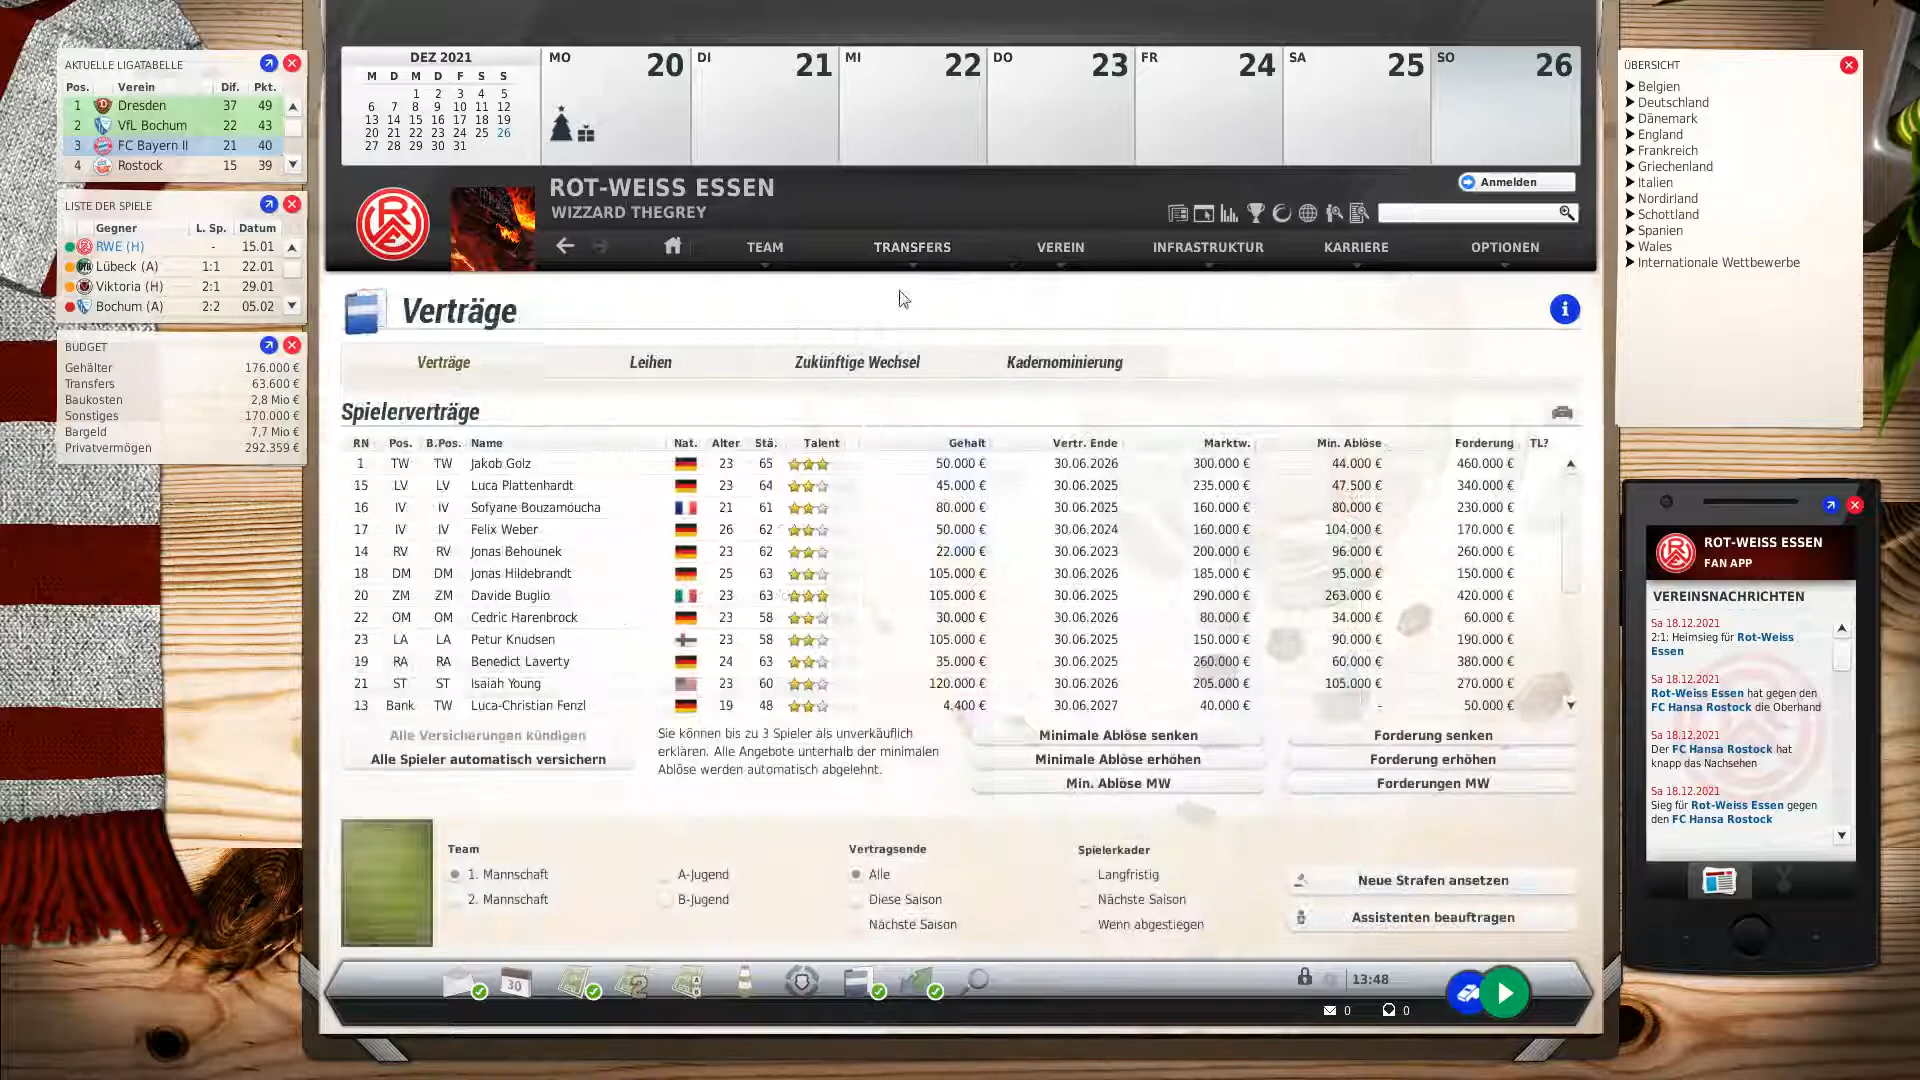 AKTUELLE LIGATABELLE
Pos. Verein Dif. Pkt.
1 Dresden 37 49
2 VfL Bochum 22 43
3 FC Bayern II 21 40
4 Rostock 15 39
LISTE DER SPIELE
Gegner L. Sp. Datum
RWE (H) - 15.01
Lübeck (A) 1:1 22.01
Viktoria (H) 2:1 29.01
Bochum (A) 2:2 05.02
BUDGET
Gehälter 176.000 €
Transfers 63.600 €
Baukosten 2,8 Mio €
Sonstiges 170.000 €
Bargeld 7,7 Mio €
Privatvermögen 292.359 €
DEZ 2021
M D M D F S S
1 2 3 4 5
6 7 8 9 10 11 12
13 14 15 16 17 18 19
20 21 22 23 24 25 26
27 28 29 30 31
MO 20 DI 21 MI 22 DO 23 FR 24 SA 25 SO 26
ROT-WEISS ESSEN
WIZZARD THEGREY
Anmelden
TEAM TRANSFERS VEREIN INFRASTRUKTUR KARRIERE OPTIONEN
Verträge
Verträge Leihen Zukünftige Wechsel Kadernominierung
Spielerverträge
RN Pos. B.Pos. Name Nat. Alter Stä. Talent Gehalt Vertr. Ende Marktw. Min. Ablöse Forderung TL?
1 TW TW Jakob Golz 23 65 50.000 € 30.06.2026 300.000 € 44.000 € 460.000 €
15 LV LV Luca Plattenhardt 23 64 45.000 € 30.06.2025 235.000 € 47.500 € 340.000 €
16 IV IV Sofyane Bouzamoucha 21 61 80.000 € 30.06.2025 160.000 € 80.000 € 230.000 €
17 IV IV Felix Weber 26 62 50.000 € 30.06.2024 160.000 € 104.000 € 170.000 €
14 RV RV Jonas Behounek 23 62 22.000 € 30.06.2023 200.000 € 96.000 € 260.000 €
18 DM DM Jonas Hildebrandt 25 63 105.000 € 30.06.2026 185.000 € 95.000 € 150.000 €
20 ZM ZM Davide Buglio 23 63 105.000 € 30.06.2026 290.000 € 263.000 € 420.000 €
22 OM OM Cedric Harenbrock 23 58 30.000 € 30.06.2026 80.000 € 34.000 € 60.000 €
23 LA LA Petur Knudsen 23 58 105.000 € 30.06.2025 150.000 € 90.000 € 190.000 €
19 RA RA Benedict Laverty 24 63 35.000 € 30.06.2025 260.000 € 60.000 € 380.000 €
21 ST ST Isaiah Young 23 60 120.000 € 30.06.2026 205.000 € 105.000 € 270.000 €
13 Bank TW Luca-Christian Fenzl 19 48 4.400 € 30.06.2027 40.000 € - 50.000 €
Alle Versicherungen kündigen
Alle Spieler automatisch versichern
Sie können bis zu 3 Spieler als unverkäuflich
erklären. Alle Angebote unterhalb der minimalen
Ablöse werden automatisch abgelehnt.
Minimale Ablöse senken
Minimale Ablöse erhöhen
Min. Ablöse MW
Forderung senken
Forderung erhöhen
Forderungen MW
Team
1. Mannschaft A-Jugend
2. Mannschaft B-Jugend
Vertragsende
Alle
Diese Saison
Nächste Saison
Spielerkader
Langfristig
Nächste Saison
Wenn abgestiegen
Neue Strafen ansetzen
Assistenten beauftragen
30
13:48
0 0
ÜBERSICHT
Belgien
Deutschland
Dänemark
England
Frankreich
Griechenland
Italien
Nordirland
Schottland
Spanien
Wales
Internationale Wettbewerbe
ROT-WEISS ESSEN
FAN APP
VEREINSNACHRICHTEN
Sa 18.12.2021
2:1: Heimsieg für Rot-Weiss
Essen
Sa 18.12.2021
Rot-Weiss Essen hat gegen den
FC Hansa Rostock die Oberhand
Sa 18.12.2021
Der FC Hansa Rostock hat
knapp das Nachsehen
Sa 18.12.2021
Sieg für Rot-Weiss Essen gegen
den FC Hansa Rostock